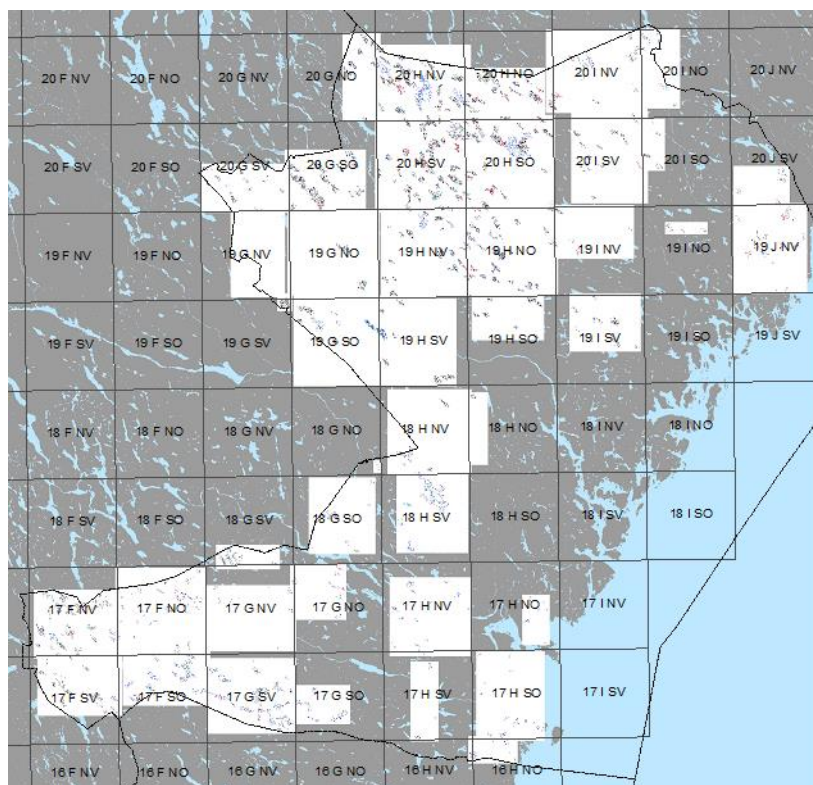 20 F NV 20 F NO 20 G NV 20 G NO 20 H NV 20 H NO 20 I NV 20 I NO 20 J NV
20 F SV 20 F SO 20 G SV 20 G SO 20 H SV 20 H SO 20 I SV 20 I SO 20 J SV
19 F NV 19 F NO 19 G NV 19 G NO 19 H NV 19 H NO 19 I NV 19 I NO 19 J NV
19 F SV 19 F SO 19 G SV 19 G SO 19 H SV 19 H SO 19 I SV 19 I SO 19 J SV
18 F NV 18 F NO 18 G NV 18 G NO 18 H NV 18 H NO 18 I NV 18 I NO
18 F SV 18 F SO 18 G SV 18 G SO 18 H SV 18 H SO 18 I SV 18 I SO
17 F NV 17 F NO 17 G NV 17 G NO 17 H NV 17 H NO 17 I NV
17 F SV 17 F SO 17 G SV 17 G SO 17 H SV 17 H SO 17 I SV
16 F NV 16 F NO 16 G NV 16 G NO 16 H NV 16 H NO